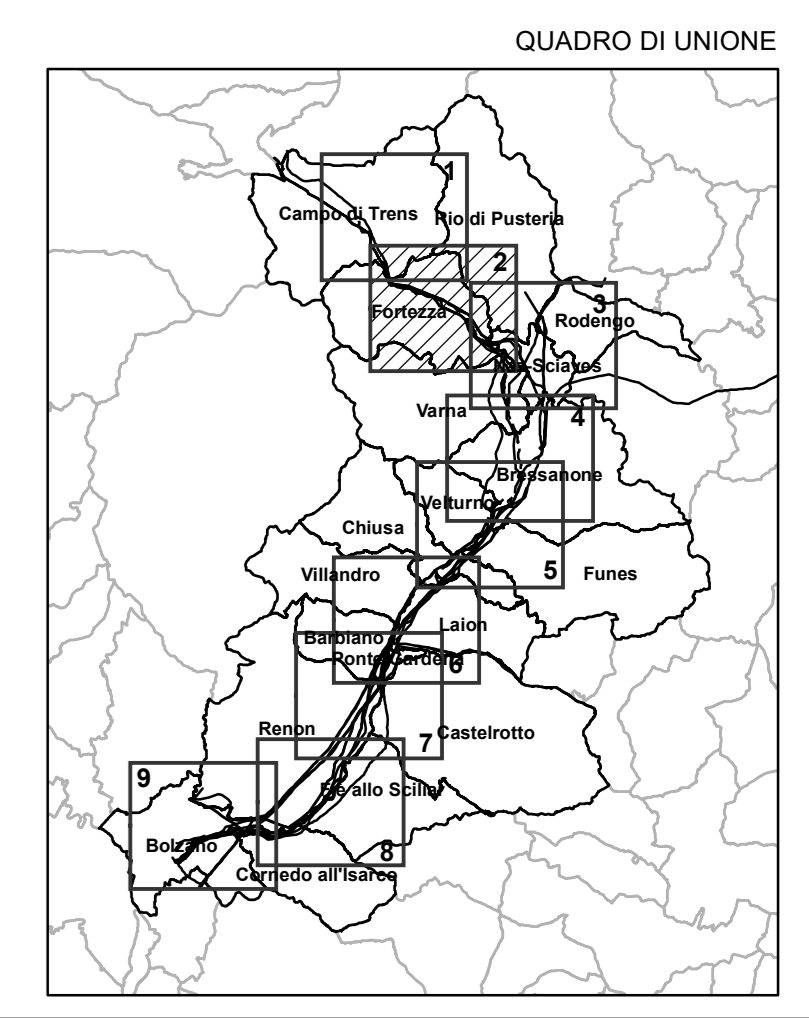 QUADRO DI UNIONE
1
Campo di Trens
Rio di Pusteria
2
3
Fortezza
Rodengo
Naz-Sciaves
Varna
4
Bressanone
Velturno
Chiusa
5
Villandro
Funes
Laion
Barbiano
Ponte Gardena
6
Renon
7
Castelrotto
9
Fie allo Sciliar
Bolzano
8
Cornedo all'Isarco